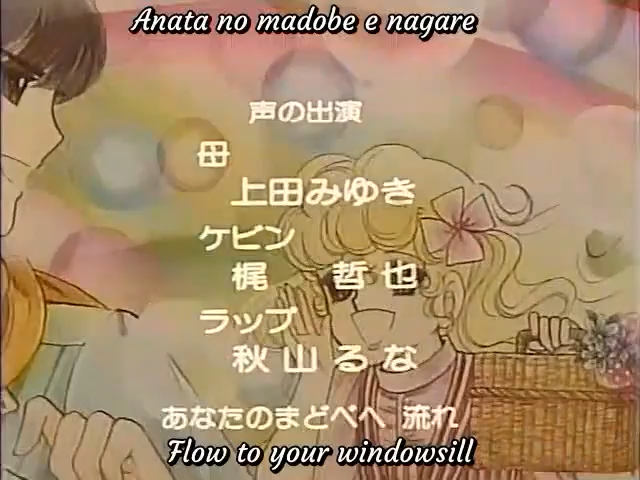 Anata no madobe e nagare
声の出演
母
上田みゆき
ケビン
梶 哲也
ラップ
秋山るな
あなたのまどべへ 流れ
Flow to your windowsill